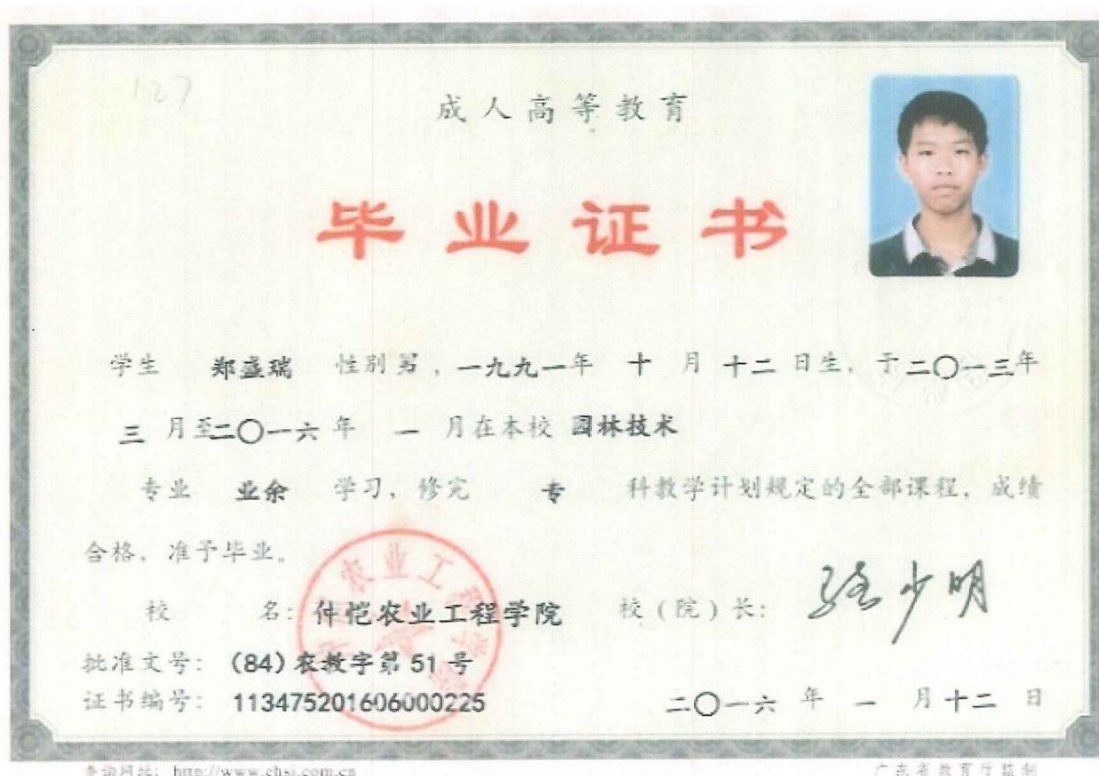 127
成人高等教育
毕业证书
学生 郑盛瑞 性别男，一九九一年 十 月 十二 日生，于二〇一三年
三 月至二〇一六 年 一 月在本校 园林技术
专业 业余 学习，修完 专 科教学计划规定的全部课程，成绩
合格，准予毕业。
校 名：仲恺农业工程学院 校（院）长：骆少明
批准文号：（84）农教字第 51 号
证书编号：113475201606000225 二〇一六 年 一 月十二 日
查询网址：http://www.chsi.com.cn 广东省教育厅监制